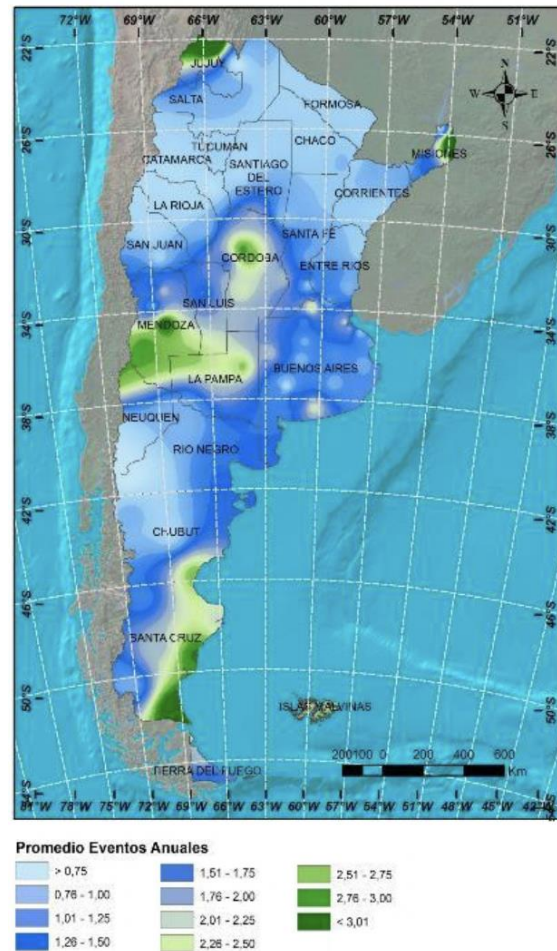 72°W 69°W 66°W 63°W 60°W 57°W 54°W 51°W
22°S 22°S
JUJUY
N
W E
S
SALTA
FORMOSA
CHACO
26°S 26°S
TUCUMÁN
MISIONES
CATAMARCA
SANTIAGO
DEL
ESTERO
CORRIENTES
LA RIOJA
30°S 30°S
SANTA FÉ
SAN JUAN
CORDOBA
ENTRE RIOS
SAN LUIS
34°S 34°S
MENDOZA
BUENOS AIRES
LA PAMPA
38°S 38°S
NEUQUEN
RIO NEGRO
42°S 42°S
CHUBUT
46°S 46°S
SANTA CRUZ
50°S 50°S
ISLAS MALVINAS
200100 0 200 400 600
Km
TIERRA DEL FUEGO
54°S
81°W 78°W 75°W 72°W 69°W 66°W 63°W 60°W 57°W 54°W 51°W 48°W 45°W
Promedio Eventos Anuales
> 0,75 1,51 - 1,75 2,51 - 2,75
0,76 - 1,00 1,76 - 2,00 2,76 - 3,00
1,01 - 1,25 2,01 - 2,25 < 3,01
1,26 - 1,50 2,26 - 2,50